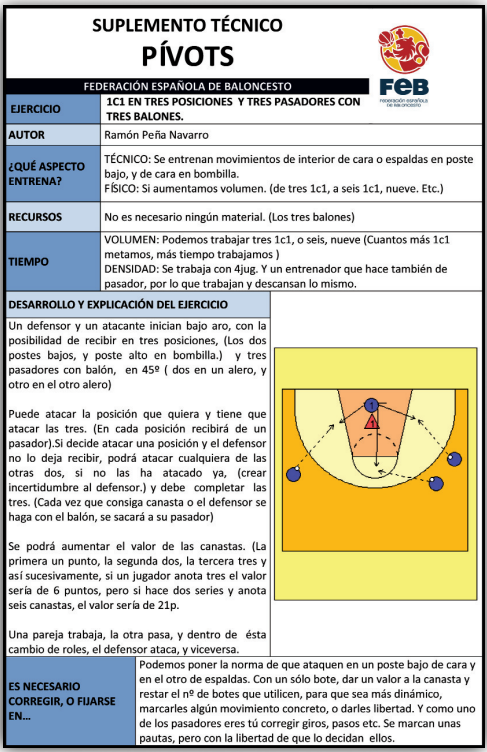 SUPLEMENTO TÉCNICO
PÍVOTS
FEDERACIÓN ESPAÑOLA DE BALONCESTO
FeB
federación española
de baloncesto
EJERCICIO
1C1 EN TRES POSICIONES Y TRES PASADORES CON
TRES BALONES.
AUTOR
Ramón Peña Navarro
¿QUÉ ASPECTO
ENTRENA?
TÉCNICO: Se entrenan movimientos de interior de cara o espaldas en poste
bajo, y de cara en bombilla.
FÍSICO: Si aumentamos volumen. (de tres 1c1, a seis 1c1, nueve. Etc.)
RECURSOS
No es necesario ningún material. (Los tres balones)
TIEMPO
VOLUMEN: Podemos trabajar tres 1c1, o seis, nueve (Cuantos más 1c1
metamos, más tiempo trabajamos )
DENSIDAD: Se trabaja con 4jug. Y un entrenador que hace también de
pasador, por lo que trabajan y descansan lo mismo.
DESARROLLO Y EXPLICACIÓN DEL EJERCICIO
Un defensor y un atacante inician bajo aro, con la
posibilidad de recibir en tres posiciones, (Los dos
postes bajos, y poste alto en bombilla.) y tres
pasadores con balón, en 45º ( dos en un alero, y
otro en el otro alero)
Puede atacar la posición que quiera y tiene que
atacar las tres. (En cada posición recibirá de un
pasador).Si decide atacar una posición y el defensor
no lo deja recibir, podrá atacar cualquiera de las
otras dos, si no las ha atacado ya, (crear
incertidumbre al defensor.) y debe completar las
tres. (Cada vez que consiga canasta o el defensor se
haga con el balón, se sacará a su pasador)
Se podrá aumentar el valor de las canastas. (La
primera un punto, la segunda dos, la tercera tres y
así sucesivamente, si un jugador anota tres el valor
sería de 6 puntos, pero si hace dos series y anota
seis canastas, el valor sería de 21p.
Una pareja trabaja, la otra pasa, y dentro de ésta
cambio de roles, el defensor ataca, y viceversa.
1
1
ES NECESARIO
CORREGIR, O FIJARSE
EN...
Podemos poner la norma de que ataquen en un poste bajo de cara y
en el otro de espaldas. Con un sólo bote, dar un valor a la canasta y
restar el nº de botes que utilicen, para que sea más dinámico,
marcarles algún movimiento concreto, o darles libertad. Y como uno
de los pasadores eres tú corregir giros, pasos etc. Se marcan unas
pautas, pero con la libertad de que lo decidan ellos.